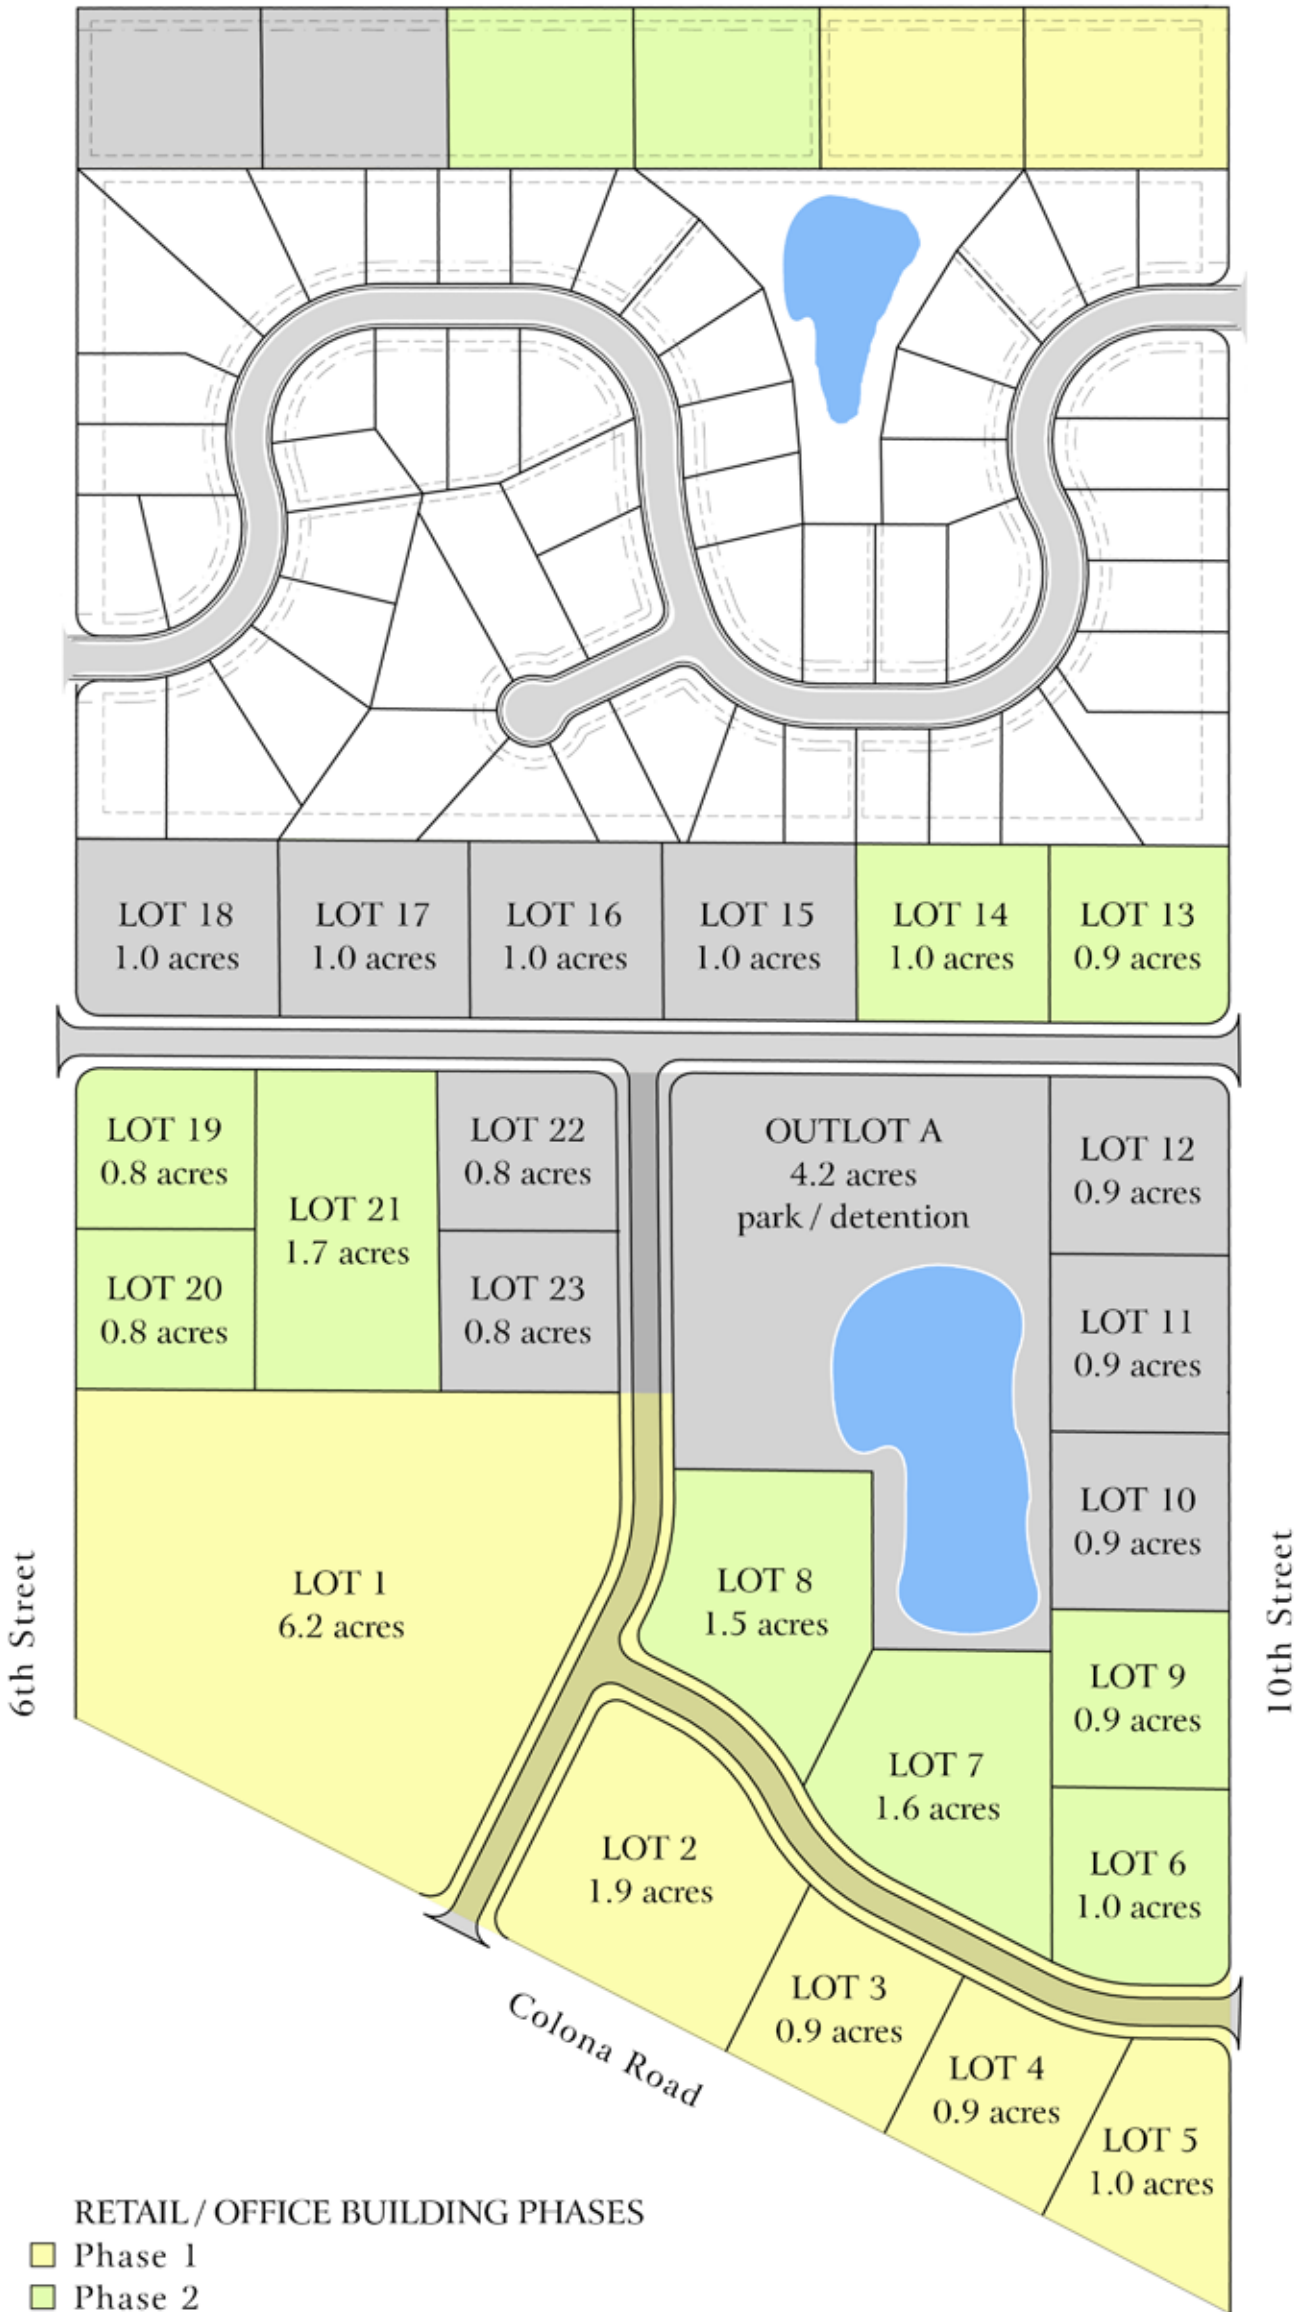 LOT 18
1.0 acres
LOT 17
1.0 acres
LOT 16
1.0 acres
LOT 15
1.0 acres
LOT 14
1.0 acres
LOT 13
0.9 acres
LOT 19
0.8 acres
LOT 20
0.8 acres
LOT 21
1.7 acres
LOT 22
0.8 acres
LOT 23
0.8 acres
OUTLOT A
4.2 acres
park / detention
LOT 12
0.9 acres
LOT 11
0.9 acres
LOT 10
0.9 acres
6th Street
LOT 1
6.2 acres
LOT 8
1.5 acres
LOT 9
0.9 acres
10th Street
LOT 7
1.6 acres
LOT 6
1.0 acres
LOT 2
1.9 acres
LOT 3
0.9 acres
LOT 4
0.9 acres
LOT 5
1.0 acres
Colona Road
RETAIL / OFFICE BUILDING PHASES
Phase 1
Phase 2